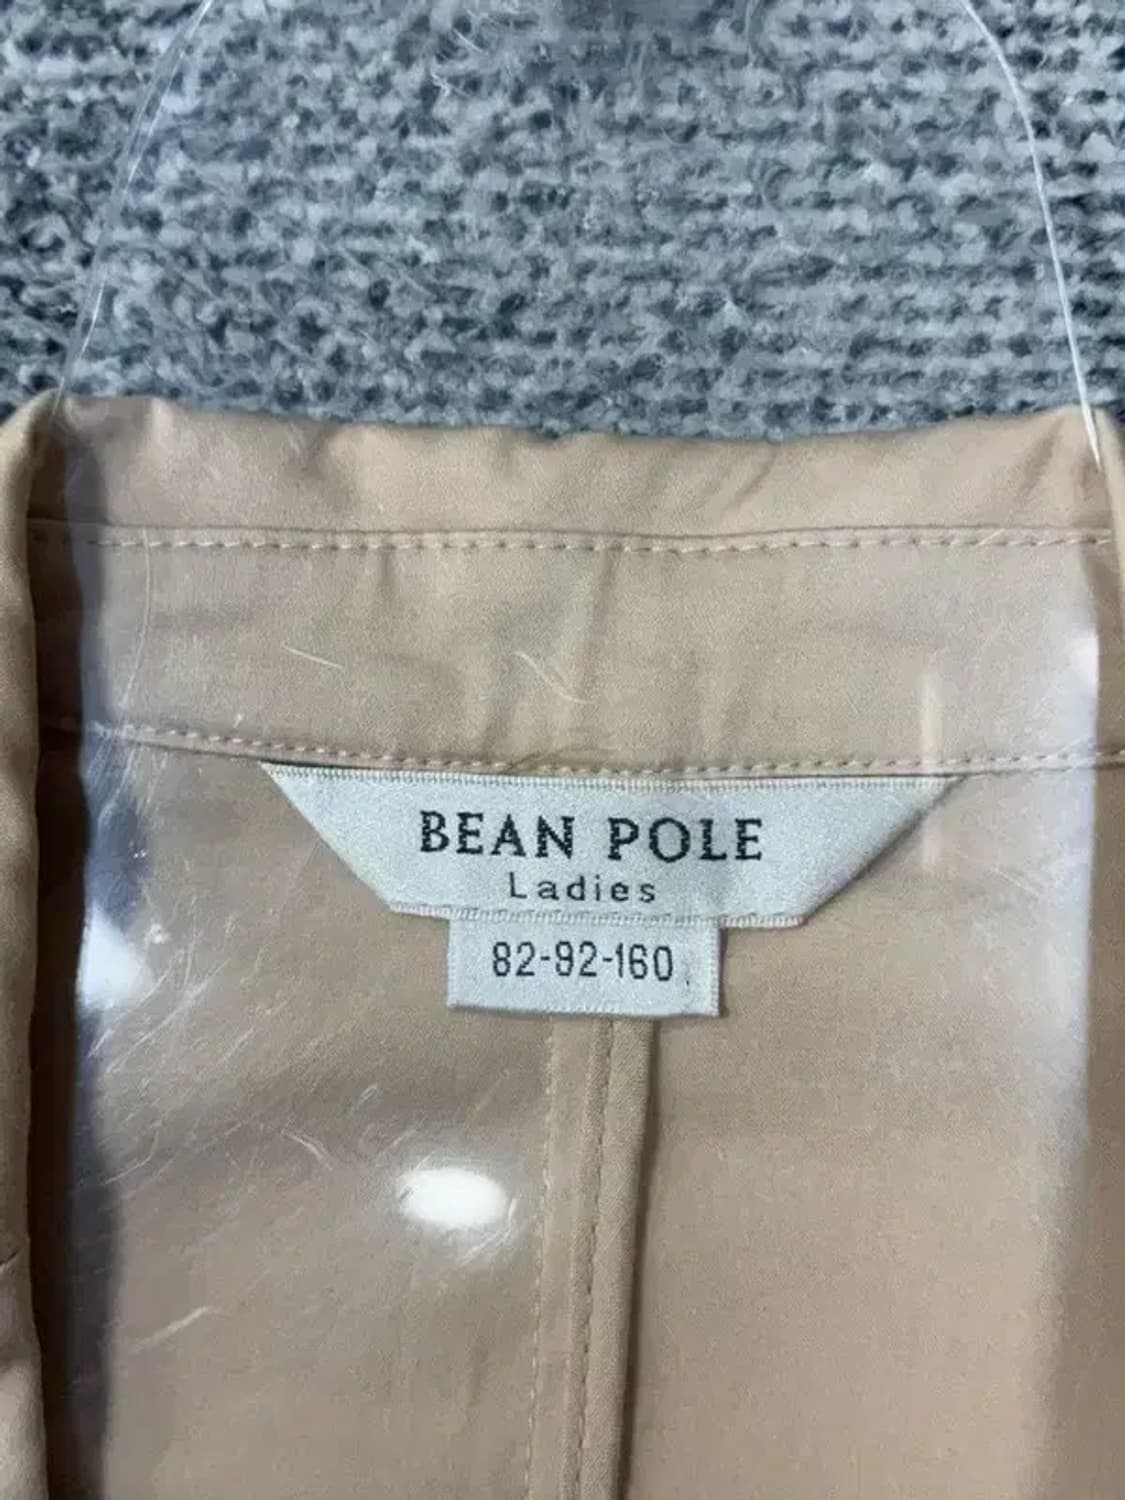 BEAN POLE
Ladies
82-92-160